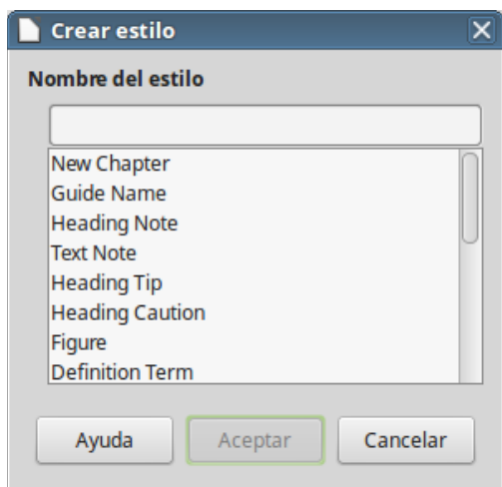 Crear estilo
Nombre del estilo
New Chapter
Guide Name
Heading Note
Text Note
Heading Tip
Heading Caution
Figure
Definition Term
Ayuda Aceptar Cancelar